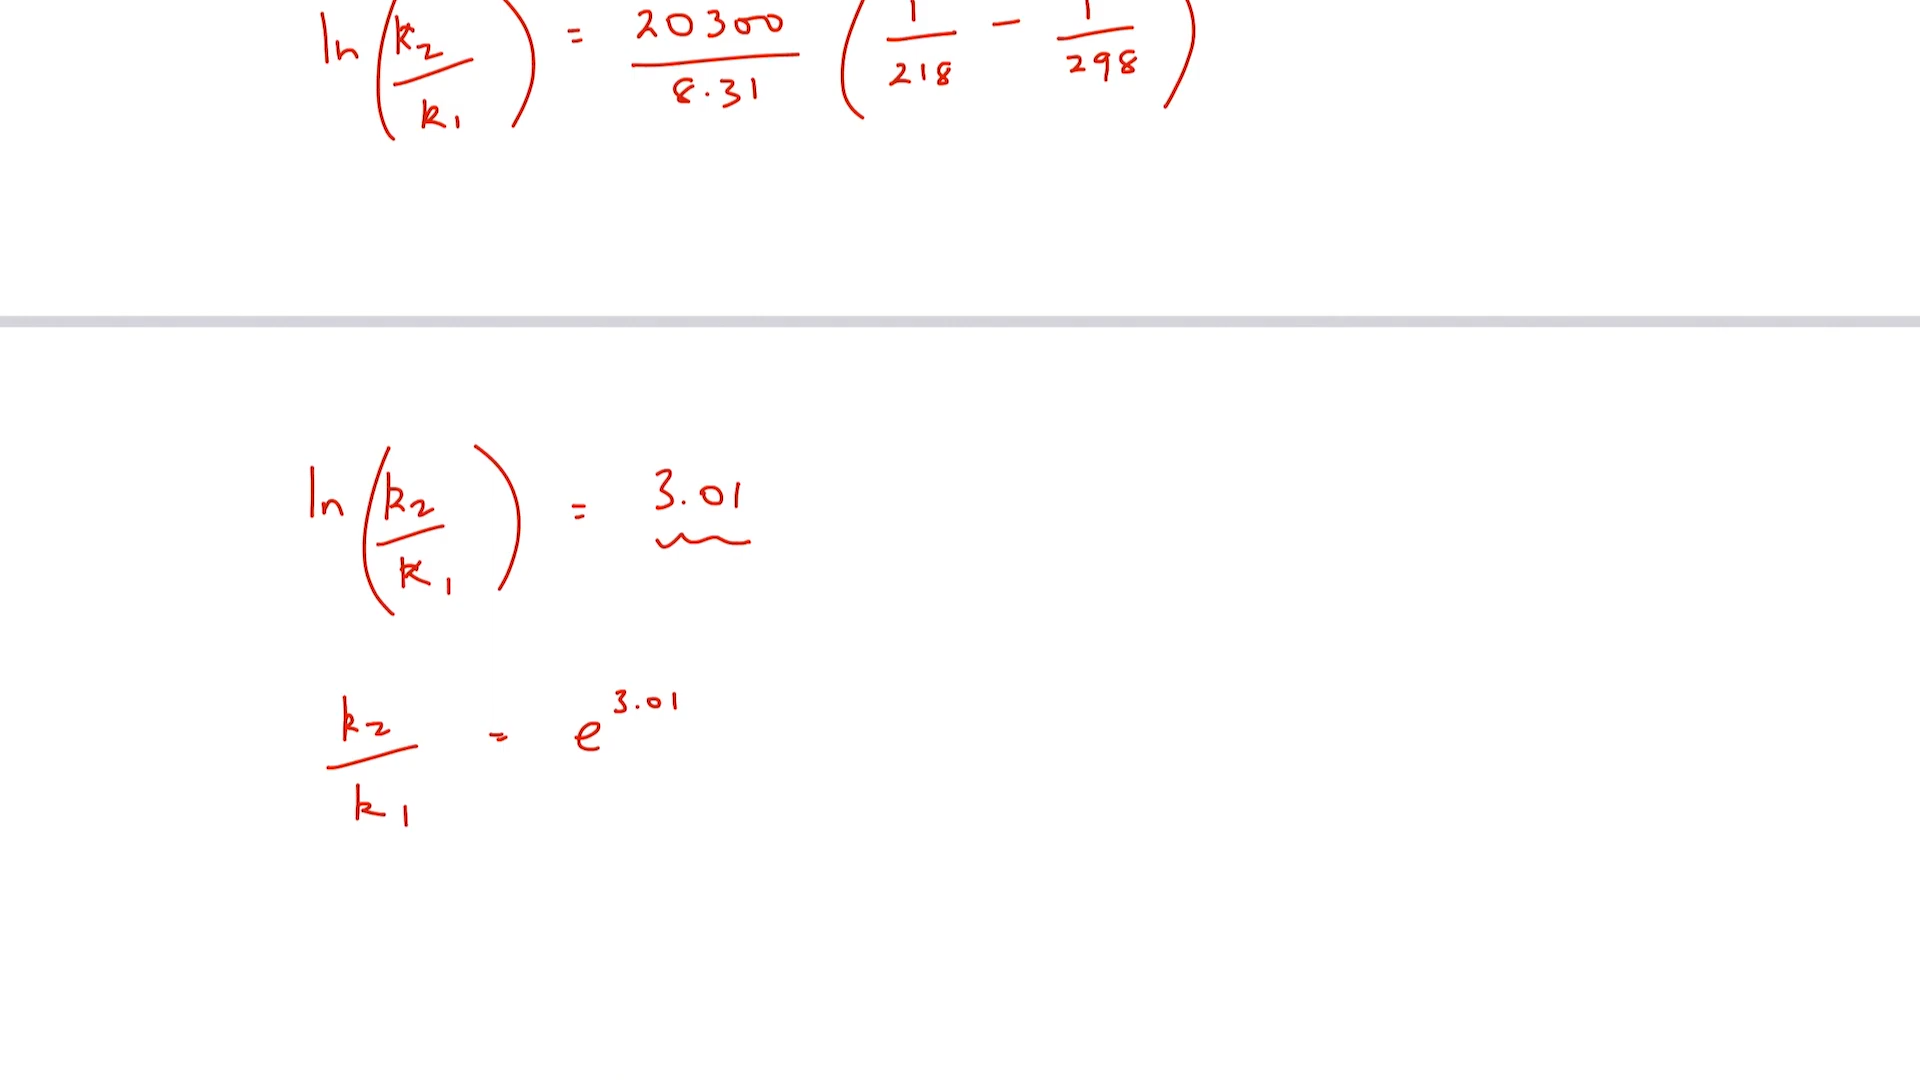 ln (k₂/k₁) = 20300/8.31 (1/218 − 1/298)
ln (k₂/k₁) = 3.01
k₂/k₁ = e^3.01